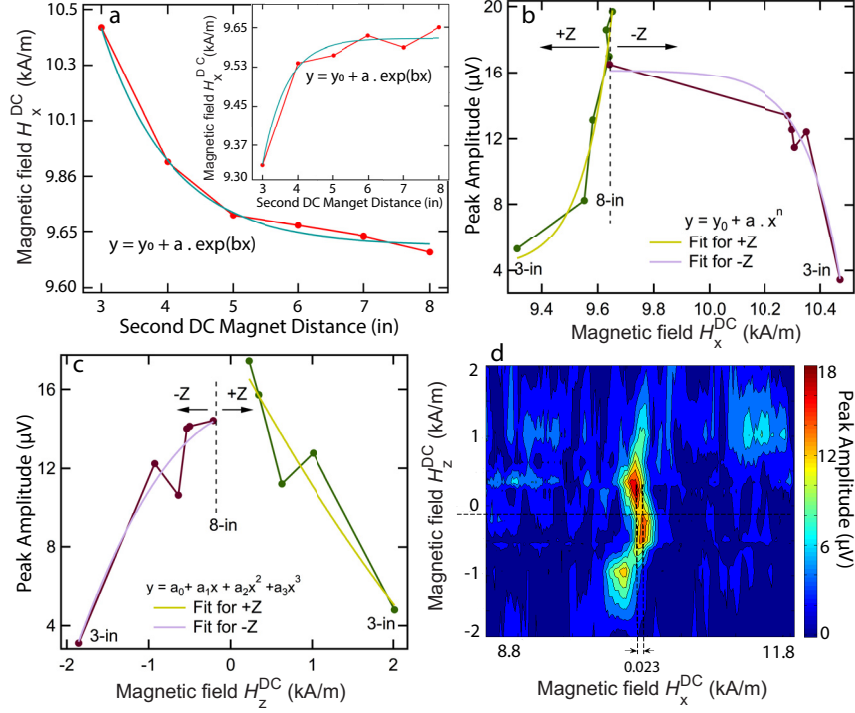 a
10.5
10.4
10.3
10.1
9.86
9.65
9.60
Magnetic field H_x^DC (kA/m)
3 4 5 6 7 8
Second DC Magnet Distance (in)
y = y₀ + a . exp(bx)
9.65
9.53
9.45
9.33
9.30
Magnetic field H_x^DC (kA/m)
y = y₀ + a . exp(bx)
3 4 5 6 7 8
Second DC Manget Distance (in)
b
20
16
12
8
4
Peak Amplitude (µV)
+Z -Z
8-in
y = y₀ + a . xⁿ
Fit for +Z
Fit for -Z
3-in
3-in
9.4 9.6 9.8 10.0 10.2 10.4
Magnetic field H_x^DC (kA/m)
c
16
12
8
4
Peak Amplitude (µV)
-Z +Z
8-in
y = a₀+ a₁x + a₂x² +a₃x³
Fit for +Z
Fit for -Z
3-in
3-in
-2 -1 0 1 2
Magnetic field H_z^DC (kA/m)
d
2
1
0
-1
-2
Magnetic field H_z^DC (kA/m)
8.8 11.8
0.023
Magnetic field H_x^DC (kA/m)
18
12
6
0
Peak Amplitude (µV)